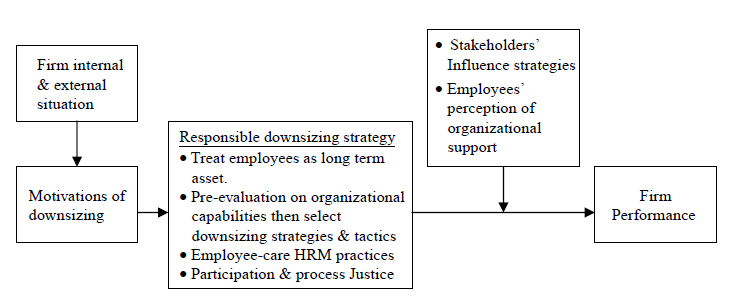 Firm internal
& external
situation
Motivations of
downsizing
Responsible downsizing strategy
• Treat employees as long term
asset.
• Pre-evaluation on organizational
capabilities then select
downsizing strategies & tactics
• Employee-care HRM practices
• Participation & process Justice
• Stakeholders’
Influence strategies
• Employees’
perception of
organizational
support
Firm
Performance